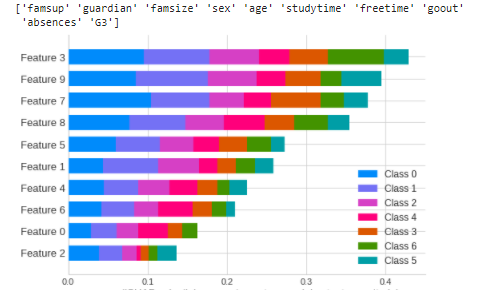 ['famsup' 'guardian' 'famsize' 'sex' 'age' 'studytime' 'freetime' 'goout'
'absences' 'G3']
Feature 3
Feature 9
Feature 7
Feature 8
Feature 5
Feature 1
Feature 4
Feature 6
Feature 0
Feature 2
Class 0
Class 1
Class 2
Class 4
Class 3
Class 6
Class 5
0.0 0.1 0.2 0.3 0.4